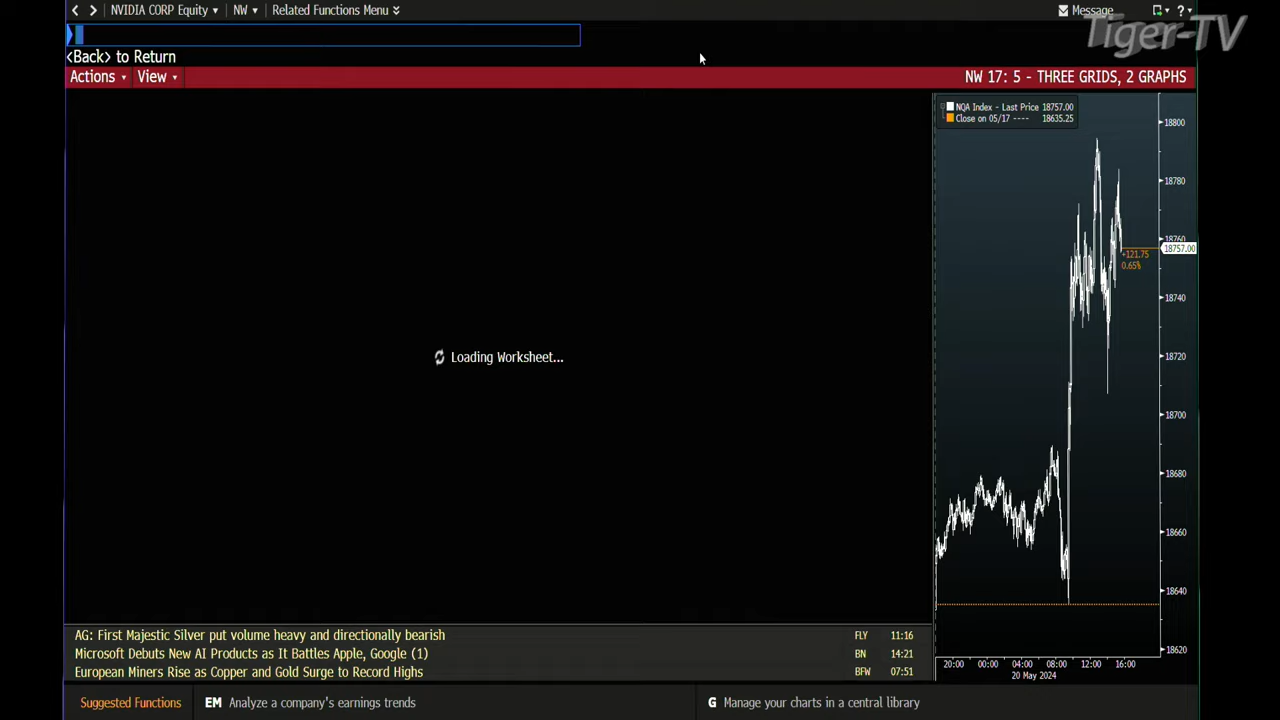 NVIDIA CORP Equity
NW
Related Functions Menu
Message
?
Tiger-TV
<Back> to Return
Actions
View
NW 17: 5 - THREE GRIDS, 2 GRAPHS
NQA Index - Last Price 18757.00
Close on 05/17 ---- 18635.25
18800
18780
18760
18757.00
+121.75
0.65%
18740
18720
18700
18680
18660
18640
18620
Loading Worksheet...
20:00 00:00 04:00 08:00 12:00 16:00
20 May 2024
AG: First Majestic Silver put volume heavy and directionally bearish FLY 11:16
Microsoft Debuts New AI Products as It Battles Apple, Google (1) BN 14:21
European Miners Rise as Copper and Gold Surge to Record Highs BFW 07:51
Suggested Functions
EM Analyze a company's earnings trends
G Manage your charts in a central library